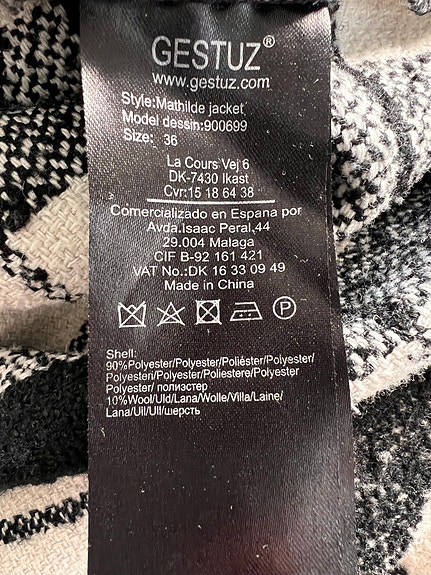 GESTUZ®
www.gestuz.com
Style:Mathilde jacket
Model dessin:900699
Size: 36
La Cours Vej 6
DK-7430 Ikast
Cvr:15 18 64 38
Comercializado en Espana por
Avda.Isaac Peral,44
29.004 Malaga
CIF B-92 161 421
VAT No.:DK 16 33 09 49
Made in China
P
Shell:
90%Polyester/Polyester/Poliéster/Polyester/
Polyesteri/Polyester/Poliestere/Polyester
Polyester/ полиэстер
10%Wool/Uld/Lana/Wolle/Villa/Laine/
Lana/Ull/Ull/шерсть